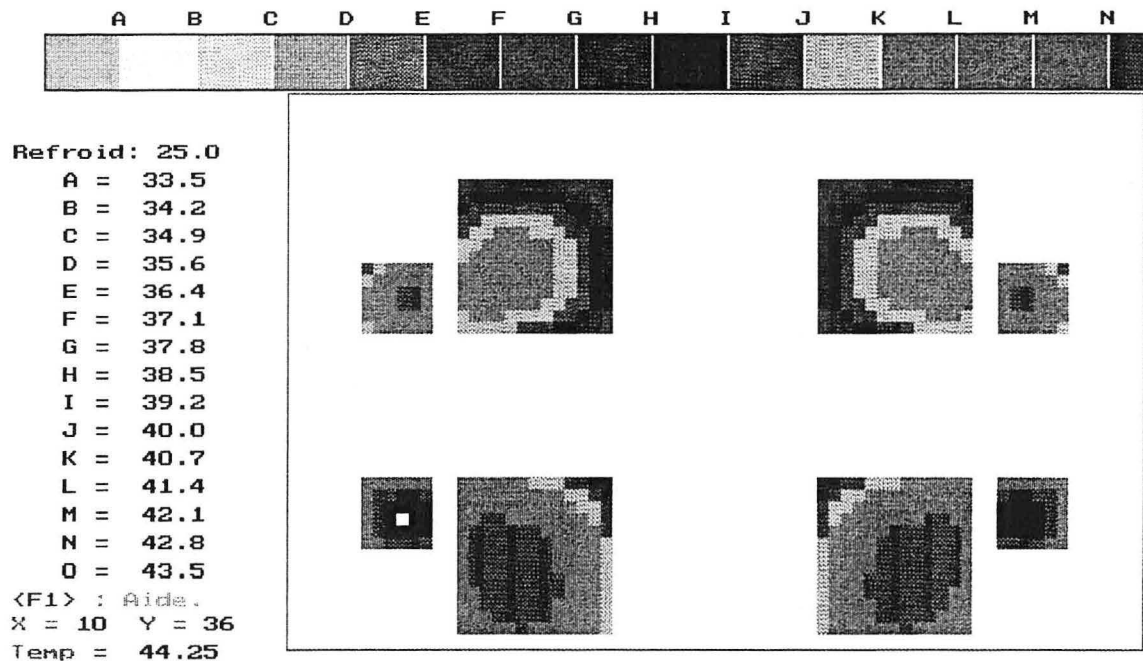 A B C D E F G H I J K L M N
Refroid: 25.0
A = 33.5
B = 34.2
C = 34.9
D = 35.6
E = 36.4
F = 37.1
G = 37.8
H = 38.5
I = 39.2
J = 40.0
K = 40.7
L = 41.4
M = 42.1
N = 42.8
O = 43.5
<F1> : Aide.
X = 10 Y = 36
Temp = 44.25